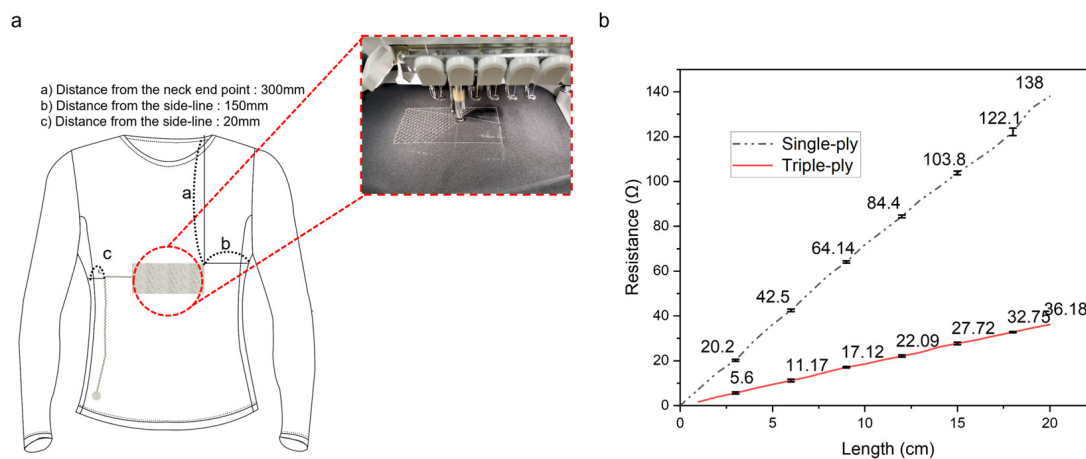 a
a) Distance from the neck end point : 300mm
b) Distance from the side-line : 150mm
c) Distance from the side-line : 20mm
a
b
c
b
Resistance (Ω)
140
120
100
80
60
40
20
0
0
5
10
15
20
Length (cm)
Single-ply
Triple-ply
20.2
42.5
64.14
84.4
103.8
122.1
138
5.6
11.17
17.12
22.09
27.72
32.75
36.18